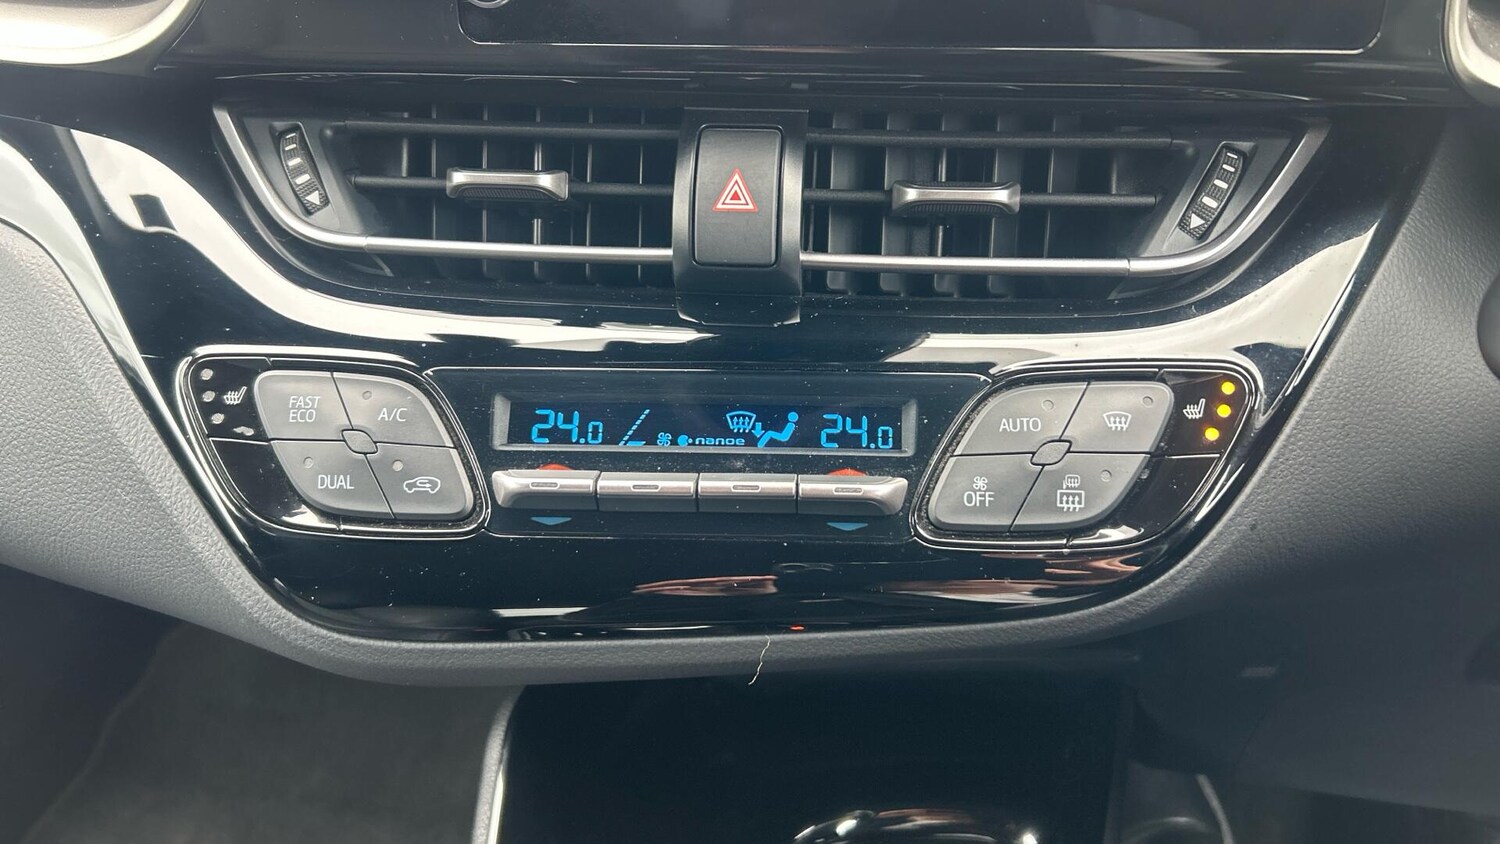 FAST
ECO
A/C
DUAL
24.0
nanoe
24.0
AUTO
OFF